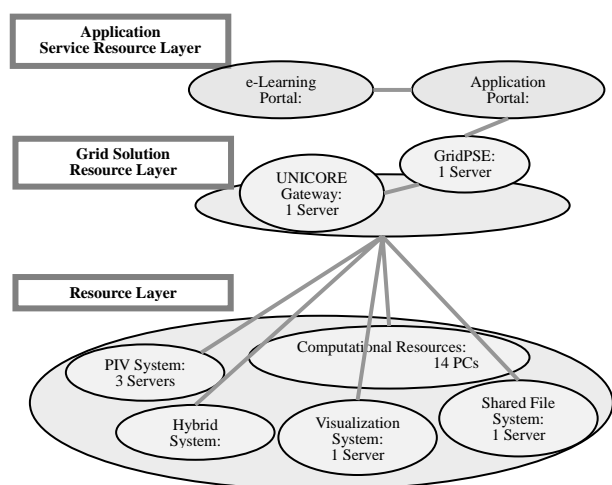 Application
Service Resource Layer
e-Learning
Portal:
Application
Portal:
Grid Solution
Resource Layer
GridPSE:
1 Server
UNICORE
Gateway:
1 Server
Resource Layer
Computational Resources:
14 PCs
PIV System:
3 Servers
Hybrid
System:
Visualization
System:
1 Server
Shared File
System:
1 Server